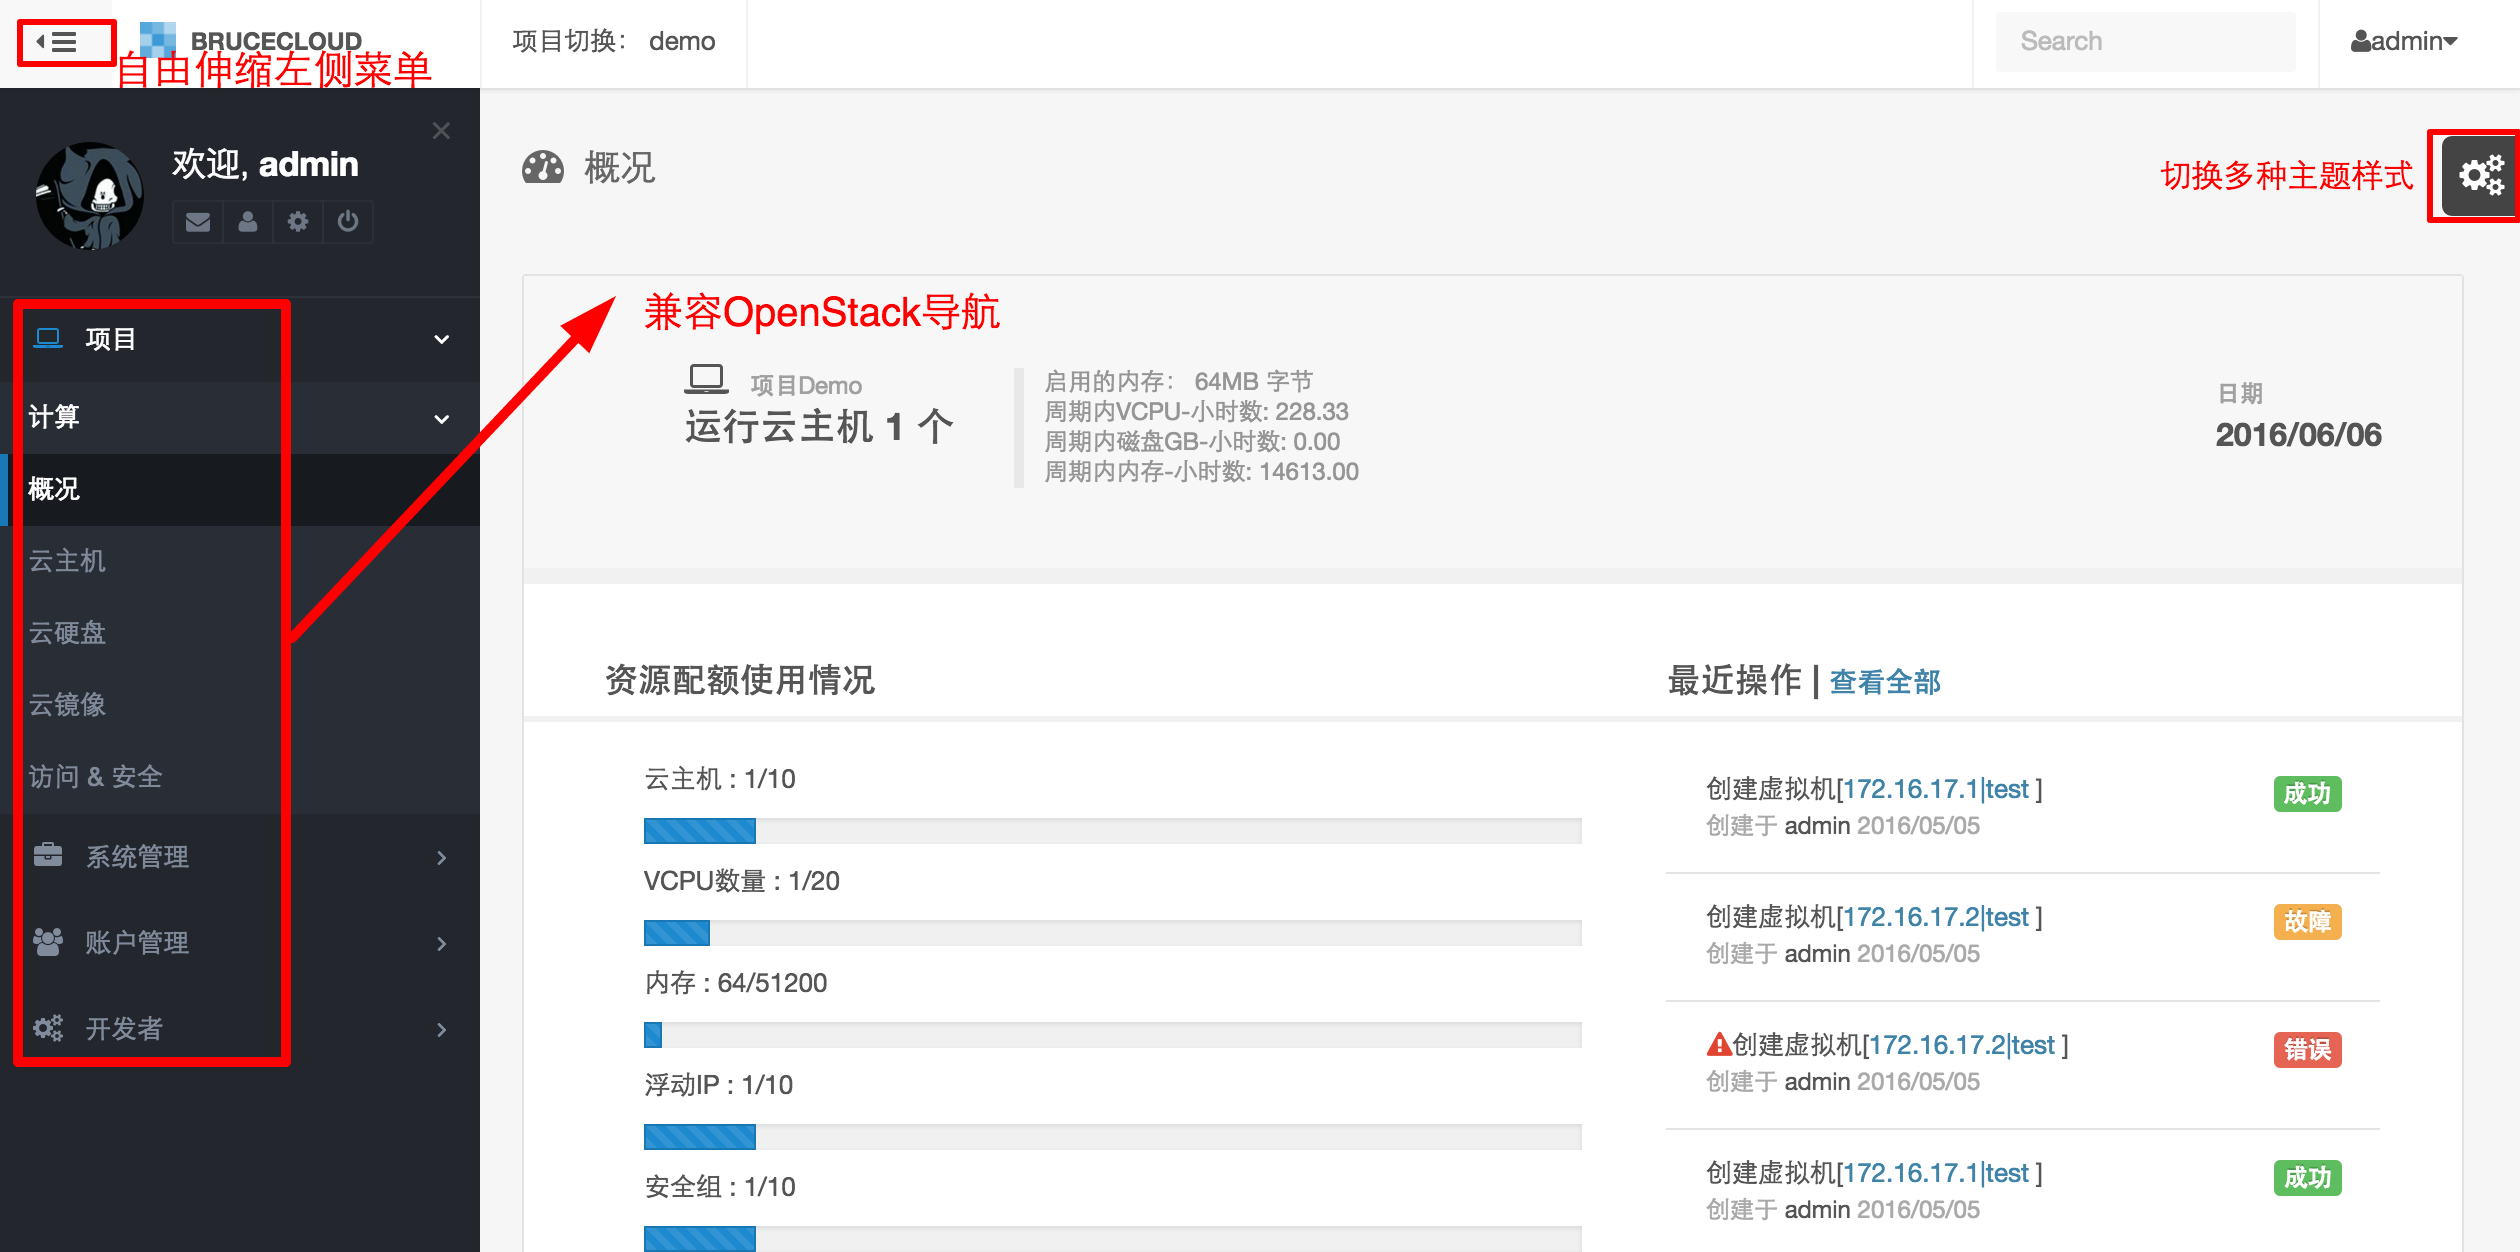 BRUCECLOUD
自由伸缩左侧菜单
项目切换： demo
Search
admin
欢迎, admin
项目
计算
概况
云主机
云硬盘
云镜像
访问 & 安全
系统管理
账户管理
开发者
概况
切换多种主题样式
兼容OpenStack导航
项目Demo
运行云主机 1 个
启用的内存： 64MB 字节
周期内VCPU-小时数: 228.33
周期内磁盘GB-小时数: 0.00
周期内内存-小时数: 14613.00
日期
2016/06/06
资源配额使用情况
云主机 : 1/10
VCPU数量 : 1/20
内存 : 64/51200
浮动IP : 1/10
安全组 : 1/10
最近操作 | 查看全部
创建虚拟机[172.16.17.1|test ]
成功
创建于 admin 2016/05/05
创建虚拟机[172.16.17.2|test ]
故障
创建于 admin 2016/05/05
创建虚拟机[172.16.17.2|test ]
错误
创建于 admin 2016/05/05
创建虚拟机[172.16.17.1|test ]
成功
创建于 admin 2016/05/05